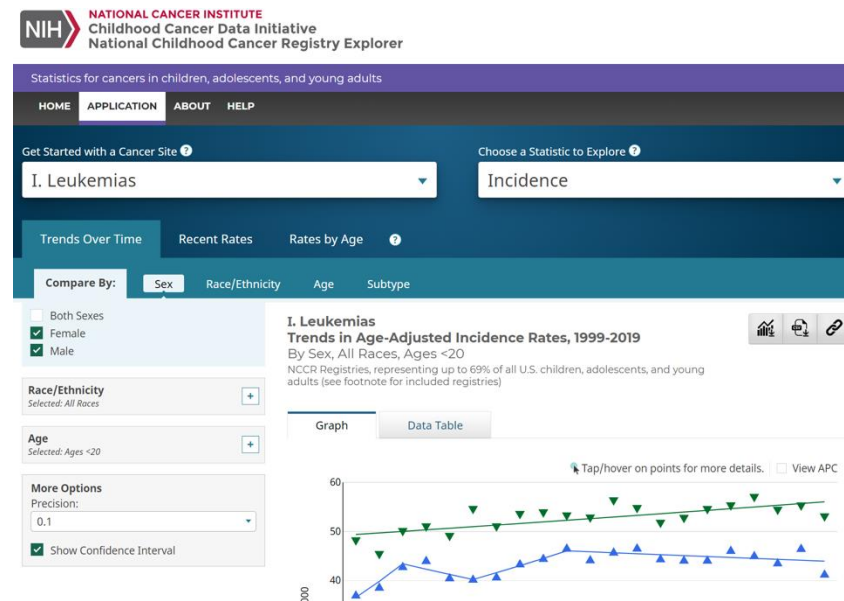 NIH
NATIONAL CANCER INSTITUTE
Childhood Cancer Data Initiative
National Childhood Cancer Registry Explorer
Statistics for cancers in children, adolescents, and young adults
HOME APPLICATION ABOUT HELP
Get Started with a Cancer Site ?
Choose a Statistic to Explore ?
I. Leukemias
Incidence
Trends Over Time Recent Rates Rates by Age ?
Compare By: Sex Race/Ethnicity Age Subtype
Both Sexes
Female
Male
Race/Ethnicity
Selected: All Races
+
Age
Selected: Ages <20
+
More Options
Precision:
0.1
Show Confidence Interval
I. Leukemias
Trends in Age-Adjusted Incidence Rates, 1999-2019
By Sex, All Races, Ages <20
NCCR Registries, representing up to 69% of all U.S. children, adolescents, and young
adults (see footnote for included registries)
Graph Data Table
Tap/hover on points for more details. View APC
60
50
40